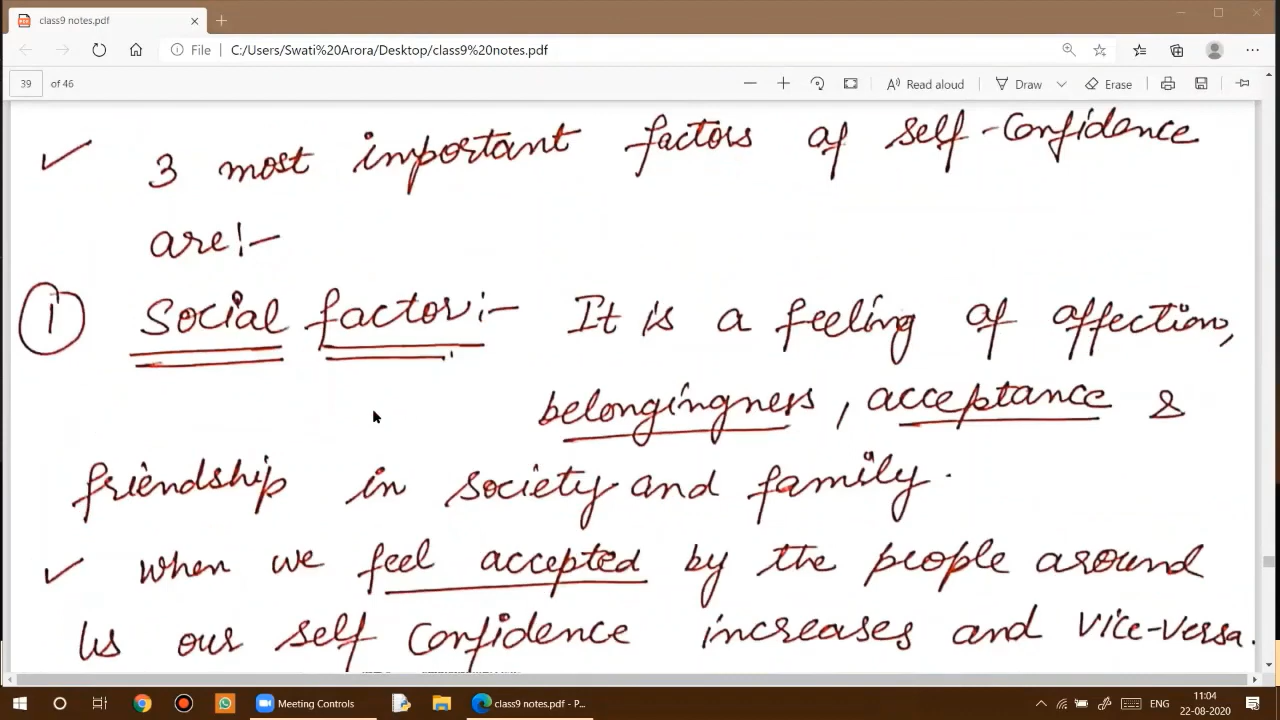 class9 notes.pdf
File C:/Users/Swati%20Arora/Desktop/class9%20notes.pdf
39 of 46 Read aloud Draw Erase
✓ 3 most important factors of self-Confidence
are:-
① Social factor:- It is a feeling of affection,
belongingness, acceptance &
friendship in society and family.
✓ when we feel accepted by the people around
us our self Confidence increases and vice-versa.
Meeting Controls class9 notes.pdf - P... ENG 11:04
22-08-2020